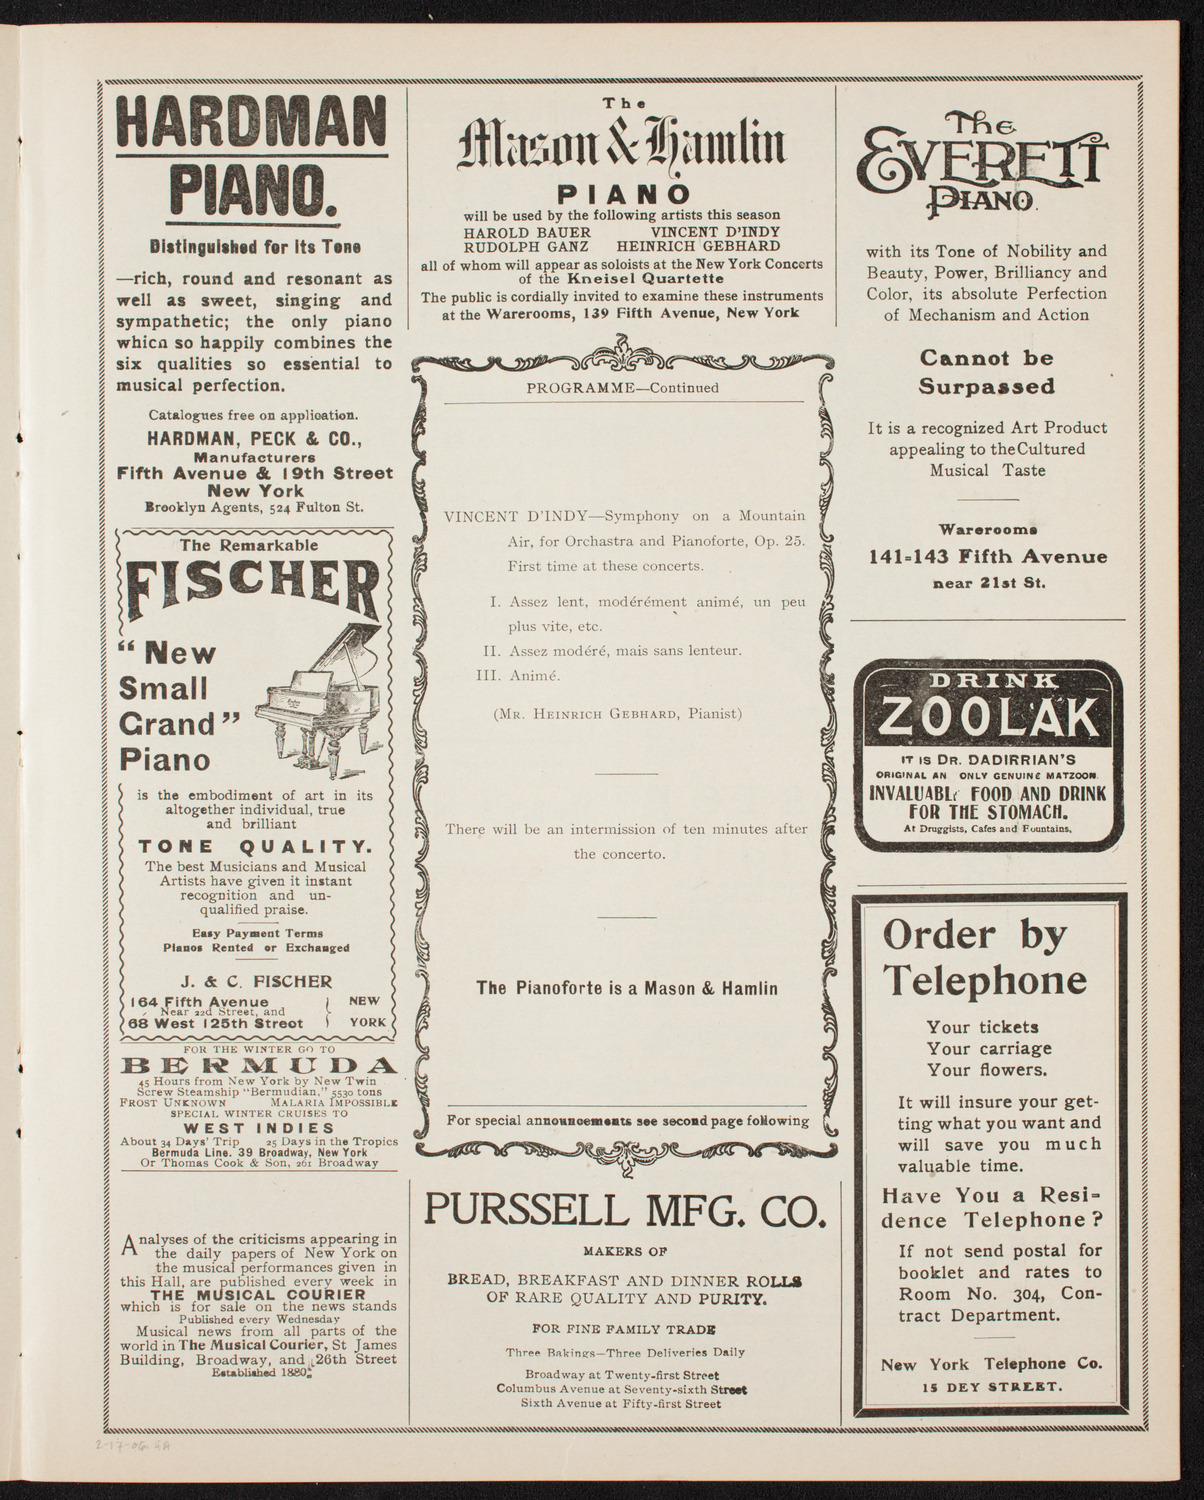 HARDMAN
PIANO.
Distinguished for Its Tone
—rich, round and resonant as
well as sweet, singing and
sympathetic; the only piano
which so happily combines the
six qualities so essential to
musical perfection.
Catalogues free on application.
HARDMAN, PECK & CO.,
Manufacturers
Fifth Avenue & 19th Street
New York
Brooklyn Agents, 524 Fulton St.
The Remarkable
FISCHER
“New
Small
Grand”
Piano
is the embodiment of art in its
altogether individual, true
and brilliant
TONE QUALITY.
The best Musicians and Musical
Artists have given it instant
recognition and un-
qualified praise.
Easy Payment Terms
Pianos Rented or Exchanged
J. & C. FISCHER
164 Fifth Avenue
Near 22d Street, and
68 West 125th Street
NEW
YORK
FOR THE WINTER GO TO
BERMUDA
45 Hours from New York by New Twin
Screw Steamship "Bermudian," 5530 tons
FROST UNKNOWN MALARIA IMPOSSIBLE
SPECIAL WINTER CRUISES TO
WEST INDIES
About 34 Days' Trip 25 Days in the Tropics
Bermuda Line. 39 Broadway, New York
Or Thomas Cook & Son, 261 Broadway
Analyses of the criticisms appearing in
the daily papers of New York on
the musical performances given in
this Hall, are published every week in
THE MUSICAL COURIER
which is for sale on the news stands
Published every Wednesday
Musical news from all parts of the
world in The Musical Courier, St James
Building, Broadway, and 26th Street
Established 1880.
The
Mason & Hamlin
PIANO
will be used by the following artists this season
HAROLD BAUER VINCENT D'INDY
RUDOLPH GANZ HEINRICH GEBHARD
all of whom will appear as soloists at the New York Concerts
of the Kneisel Quartette
The public is cordially invited to examine these instruments
at the Warerooms, 139 Fifth Avenue, New York
PROGRAMME—Continued
VINCENT D'INDY—Symphony on a Mountain
Air, for Orchastra and Pianoforte, Op. 25.
First time at these concerts.
I. Assez lent, modérément animé, un peu
plus vite, etc.
II. Assez modéré, mais sans lenteur.
III. Animé.
(MR. HEINRICH GEBHARD, Pianist)
There will be an intermission of ten minutes after
the concerto.
The Pianoforte is a Mason & Hamlin
For special announcements see second page following
PURSSELL MFG. CO.
MAKERS OF
BREAD, BREAKFAST AND DINNER ROLLS
OF RARE QUALITY AND PURITY.
FOR FINE FAMILY TRADE
Three Bakings—Three Deliveries Daily
Broadway at Twenty-first Street
Columbus Avenue at Seventy-sixth Street
Sixth Avenue at Fifty-first Street
The
EVERETT
PIANO.
with its Tone of Nobility and
Beauty, Power, Brilliancy and
Color, its absolute Perfection
of Mechanism and Action
Cannot be
Surpassed
It is a recognized Art Product
appealing to the Cultured
Musical Taste
Warerooms
141-143 Fifth Avenue
near 21st St.
DRINK
ZOOLAK
IT IS DR. DADIRRIAN'S
ORIGINAL AN ONLY GENUINE MATZOON.
INVALUABLE FOOD AND DRINK
FOR THE STOMACH.
At Druggists, Cafes and Fountains.
Order by
Telephone
Your tickets
Your carriage
Your flowers.
It will insure your get-
ting what you want and
will save you much
valuable time.
Have You a Resi-
dence Telephone?
If not send postal for
booklet and rates to
Room No. 304, Con-
tract Department.
New York Telephone Co.
15 DEY STREET.
2-17-06